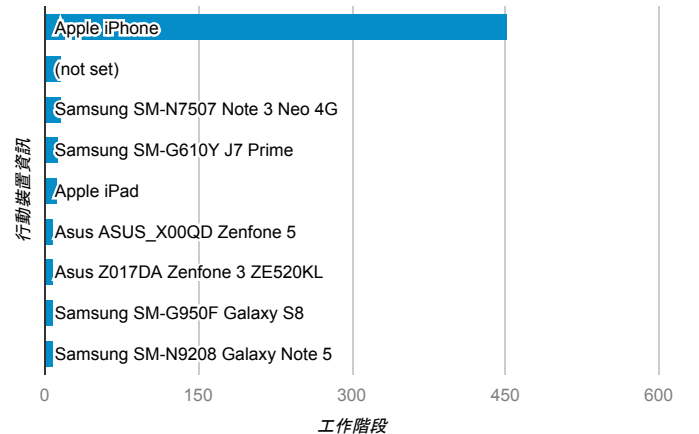 Apple iPhone
(not set)
Samsung SM-N7507 Note 3 Neo 4G
Samsung SM-G610Y J7 Prime
Apple iPad
Asus ASUS_X00QD Zenfone 5
Asus Z017DA Zenfone 3 ZE520KL
Samsung SM-G950F Galaxy S8
Samsung SM-N9208 Galaxy Note 5
行動裝置資訊
0 150 300 450 600
工作階段